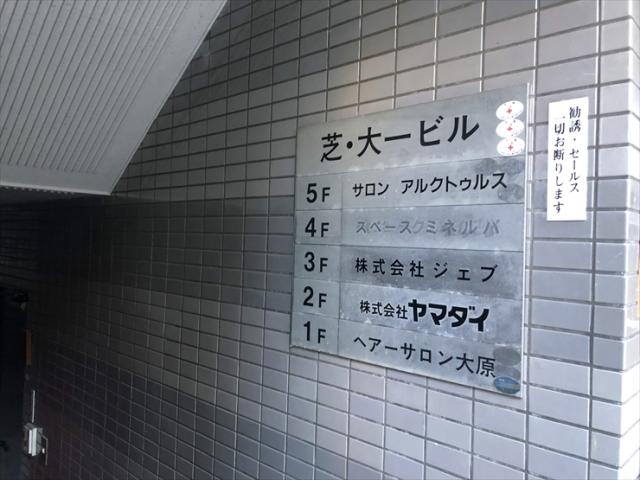 芝・大一ビル
5F サロン アルクトゥルス
4F スペースクミネルバ
3F 株式会社ジェブ
2F 株式会社ヤマダイ
1F ヘアーサロン大原
勧誘・セールス
一切お断りします